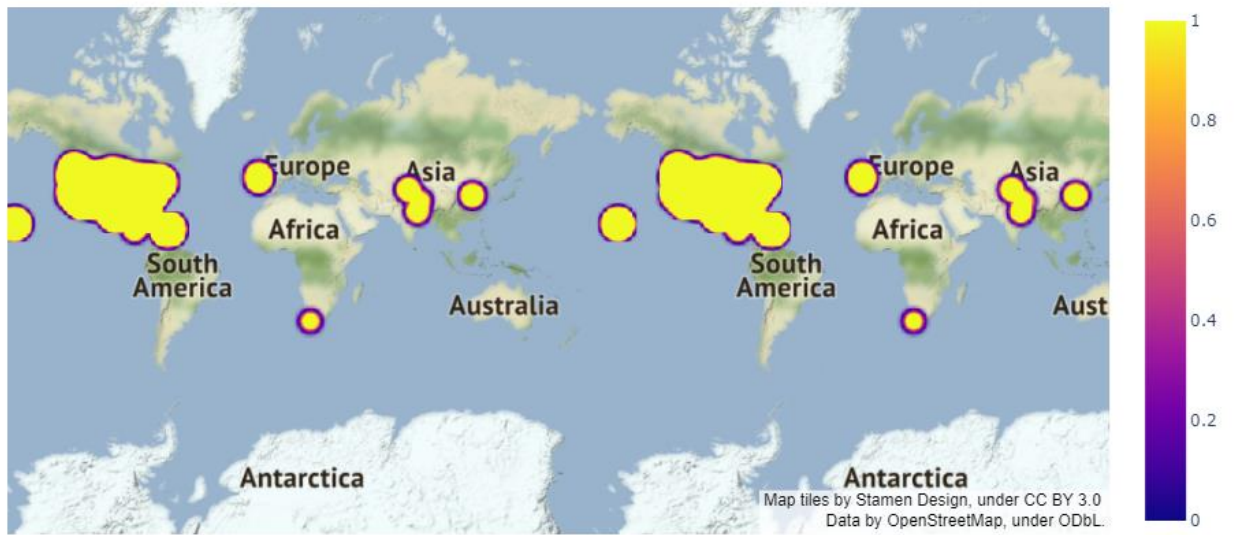 Europe
Asia
Africa
South
America
Australia
Antarctica
Europe
Asia
Africa
South
America
Aust
Antarctica
Map tiles by Stamen Design, under CC BY 3.0
Data by OpenStreetMap, under ODbL.
1
0.8
0.6
0.4
0.2
0